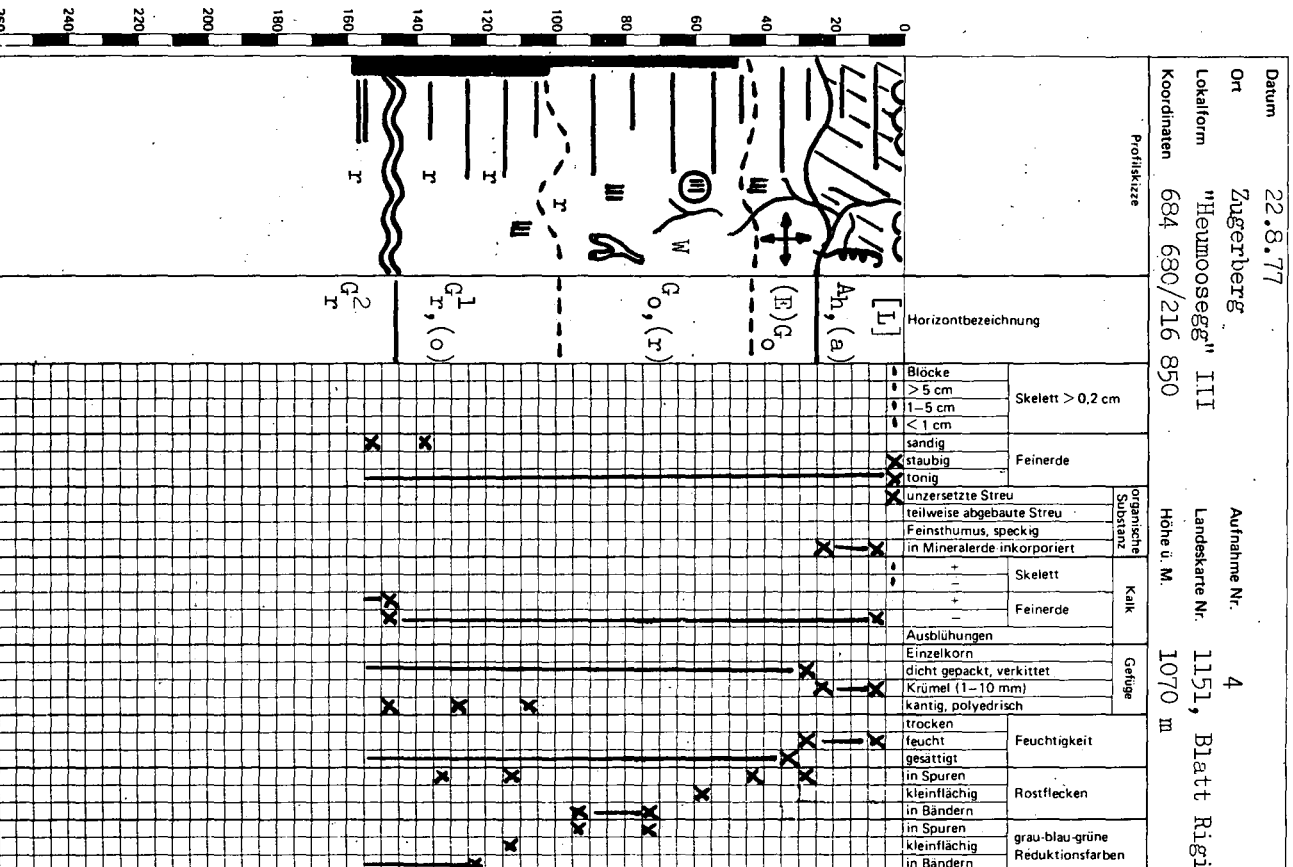 Datum 22.8.77
Ort Zugerberg Aufnahme Nr. 4
Lokalform "Heumoosegg" III Landeskarte Nr. 1151, Blatt Rigi
Koordinaten 684 680/216 850 Höhe ü. M. 1070 m
Profilskizze
Horizontbezeichnung
Skelett > 0,2 cm
Blöcke
> 5 cm
1–5 cm
< 1 cm
Feinerde
sandig
staubig
tonig
organische Substanz
unzersetzte Streu
teilweise abgebaute Streu
Feinsthumus, speckig
in Mineralerde inkorporiert
Kalk
Skelett
+
–
Feinerde
+
–
Ausblühungen
Gefüge
Einzelkorn
dicht gepackt, verkittet
Krümel (1–10 mm)
kantig, polyedrisch
Feuchtigkeit
trocken
feucht
gesättigt
Rostflecken
in Spuren
kleinflächig
in Bändern
grau-blau-grüne Reduktionsfarben
in Spuren
kleinflächig
in Bändern
0
20
40
60
80
100
120
140
160
180
200
220
240
260
[L]
Ah,(a)
(E)Go
Go,(r)
G1r,(o)
G2r
W
r
r
r
r